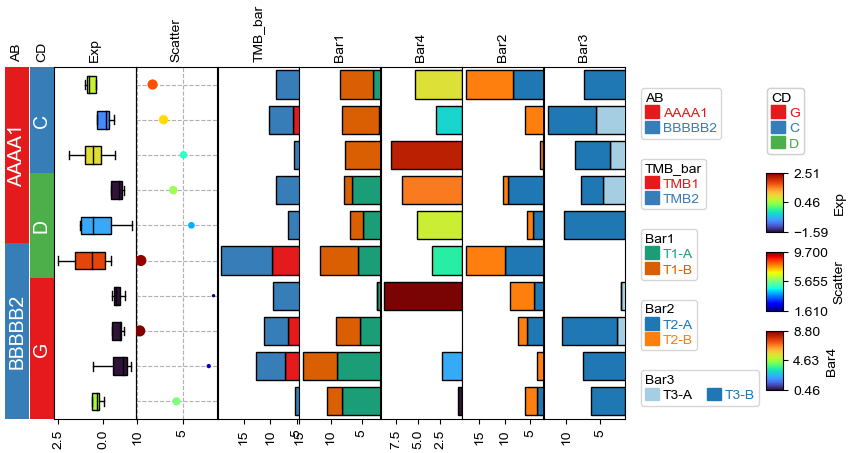 AB
CD
Exp
Scatter
TMB_bar
Bar1
Bar4
Bar2
Bar3
AAAA1
BBBBB2
C
D
G
2.5
0.0
10
5
15
10
5
15
10
5
7.5
5.0
2.5
15
10
5
10
5
AB
AAAA1
BBBBB2
TMB_bar
TMB1
TMB2
Bar1
T1-A
T1-B
Bar2
T2-A
T2-B
Bar3
T3-A T3-B
CD
G
C
D
2.51
0.46
−1.59
Exp
9.700
5.655
1.610
Scatter
8.80
4.63
0.46
Bar4